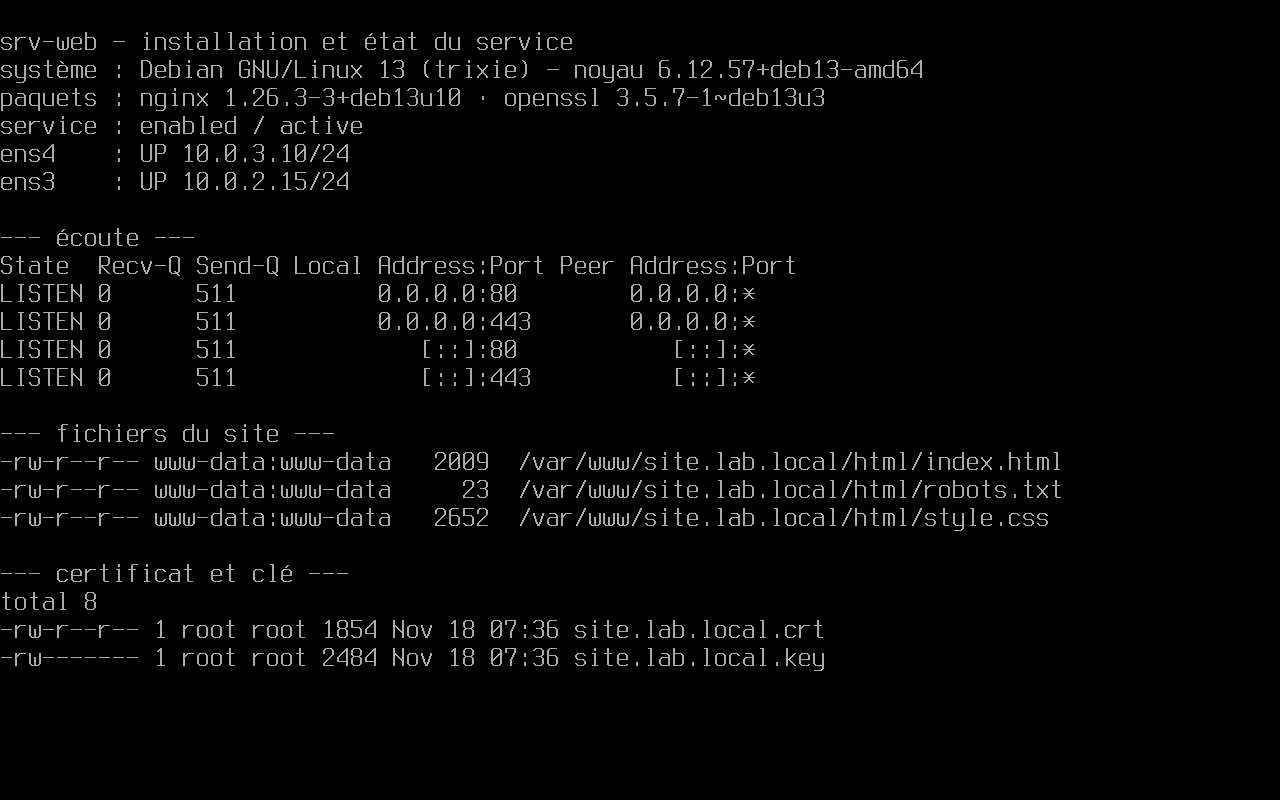 srv-web — installation et état du service
système : Debian GNU/Linux 13 (trixie) — noyau 6.12.57+deb13-amd64
paquets : nginx 1.26.3-3+deb13u10 · openssl 3.5.7-1~deb13u3
service : enabled / active
ens4    : UP 10.0.3.10/24
ens3    : UP 10.0.2.15/24
--- écoute ---
State  Recv-Q Send-Q Local Address:Port Peer Address:Port
LISTEN 0      511          0.0.0.0:80        0.0.0.0:*
LISTEN 0      511          0.0.0.0:443       0.0.0.0:*
LISTEN 0      511             [::]:80           [::]:*
LISTEN 0      511             [::]:443          [::]:*
--- fichiers du site ---
-rw-r--r-- www-data:www-data   2009  /var/www/site.lab.local/html/index.html
-rw-r--r-- www-data:www-data     23  /var/www/site.lab.local/html/robots.txt
-rw-r--r-- www-data:www-data   2652  /var/www/site.lab.local/html/style.css
--- certificat et clé ---
total 8
-rw-r--r-- 1 root root 1854 Nov 18 07:36 site.lab.local.crt
-rw------- 1 root root 2484 Nov 18 07:36 site.lab.local.key